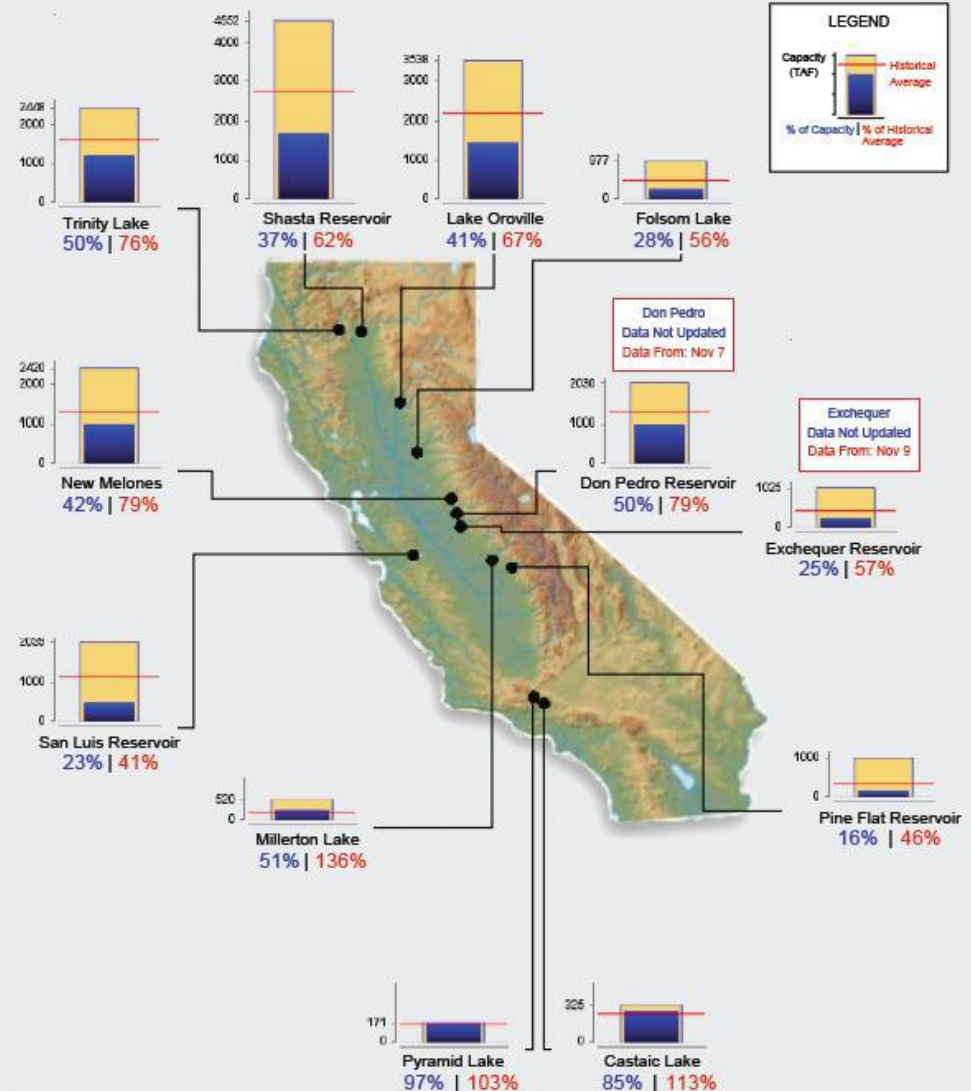 LEGEND
Capacity
(TAF)
Historical
Average
% of Capacity | % of Historical
Average
4552
4000
3000
2000
1000
0
Shasta Reservoir
37% | 62%
3538
3000
2000
1000
0
Lake Oroville
41% | 67%
2448
2000
1000
0
Trinity Lake
50% | 76%
977
0
Folsom Lake
28% | 56%
Don Pedro
Data Not Updated
Data From: Nov 7
2420
2000
1000
0
New Melones
42% | 79%
2030
1000
0
Don Pedro Reservoir
50% | 79%
Exchequer
Data Not Updated
Data From: Nov 9
1025
0
Exchequer Reservoir
25% | 57%
2039
1000
0
San Luis Reservoir
23% | 41%
520
0
Millerton Lake
51% | 136%
1000
0
Pine Flat Reservoir
16% | 46%
171
0
Pyramid Lake
97% | 103%
325
0
Castaic Lake
85% | 113%